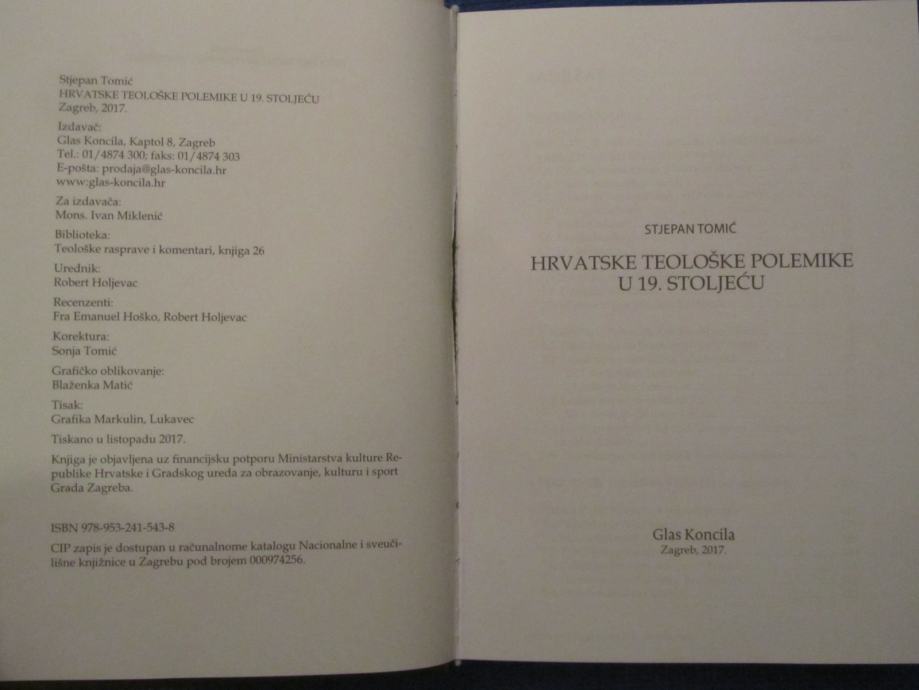 Stjepan Tomić
HRVATSKE TEOLOŠKE POLEMIKE U 19. STOLJEĆU
Zagreb, 2017.
Izdavač:
Glas Koncila, Kaptol 8, Zagreb
Tel.: 01/4874 300; faks: 01/4874 303
E-pošta: prodaja@glas-koncila.hr
www:glas-koncila.hr
Za izdavača:
Mons. Ivan Miklenić
Biblioteka:
Teološke rasprave i komentari, knjiga 26
Urednik:
Robert Holjevac
Recenzenti:
Fra Emanuel Hoško, Robert Holjevac
Korektura:
Sonja Tomić
Grafičko oblikovanje:
Blaženka Matić
Tisak:
Grafika Markulin, Lukavec
Tiskano u listopadu 2017.
Knjiga je objavljena uz financijsku potporu Ministarstva kulture Re-
publike Hrvatske i Gradskog ureda za obrazovanje, kulturu i sport
Grada Zagreba.
ISBN 978-953-241-543-8
CIP zapis je dostupan u računalnome katalogu Nacionalne i sveuči-
lišne knjižnice u Zagrebu pod brojem 000974256.
STJEPAN TOMIĆ
HRVATSKE TEOLOŠKE POLEMIKE
U 19. STOLJEĆU
Glas Koncila
Zagreb, 2017.